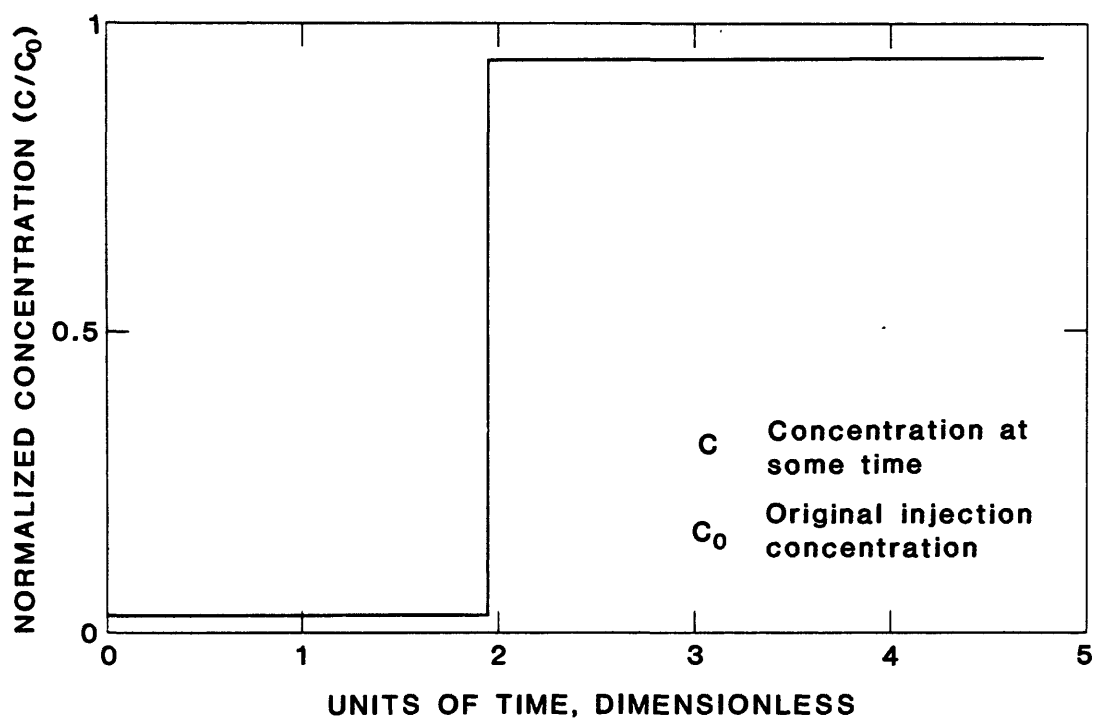 NORMALIZED CONCENTRATION (C/C₀)
1
0.5
0
C Concentration at
some time
C₀ Original injection
concentration
0 1 2 3 4 5
UNITS OF TIME, DIMENSIONLESS